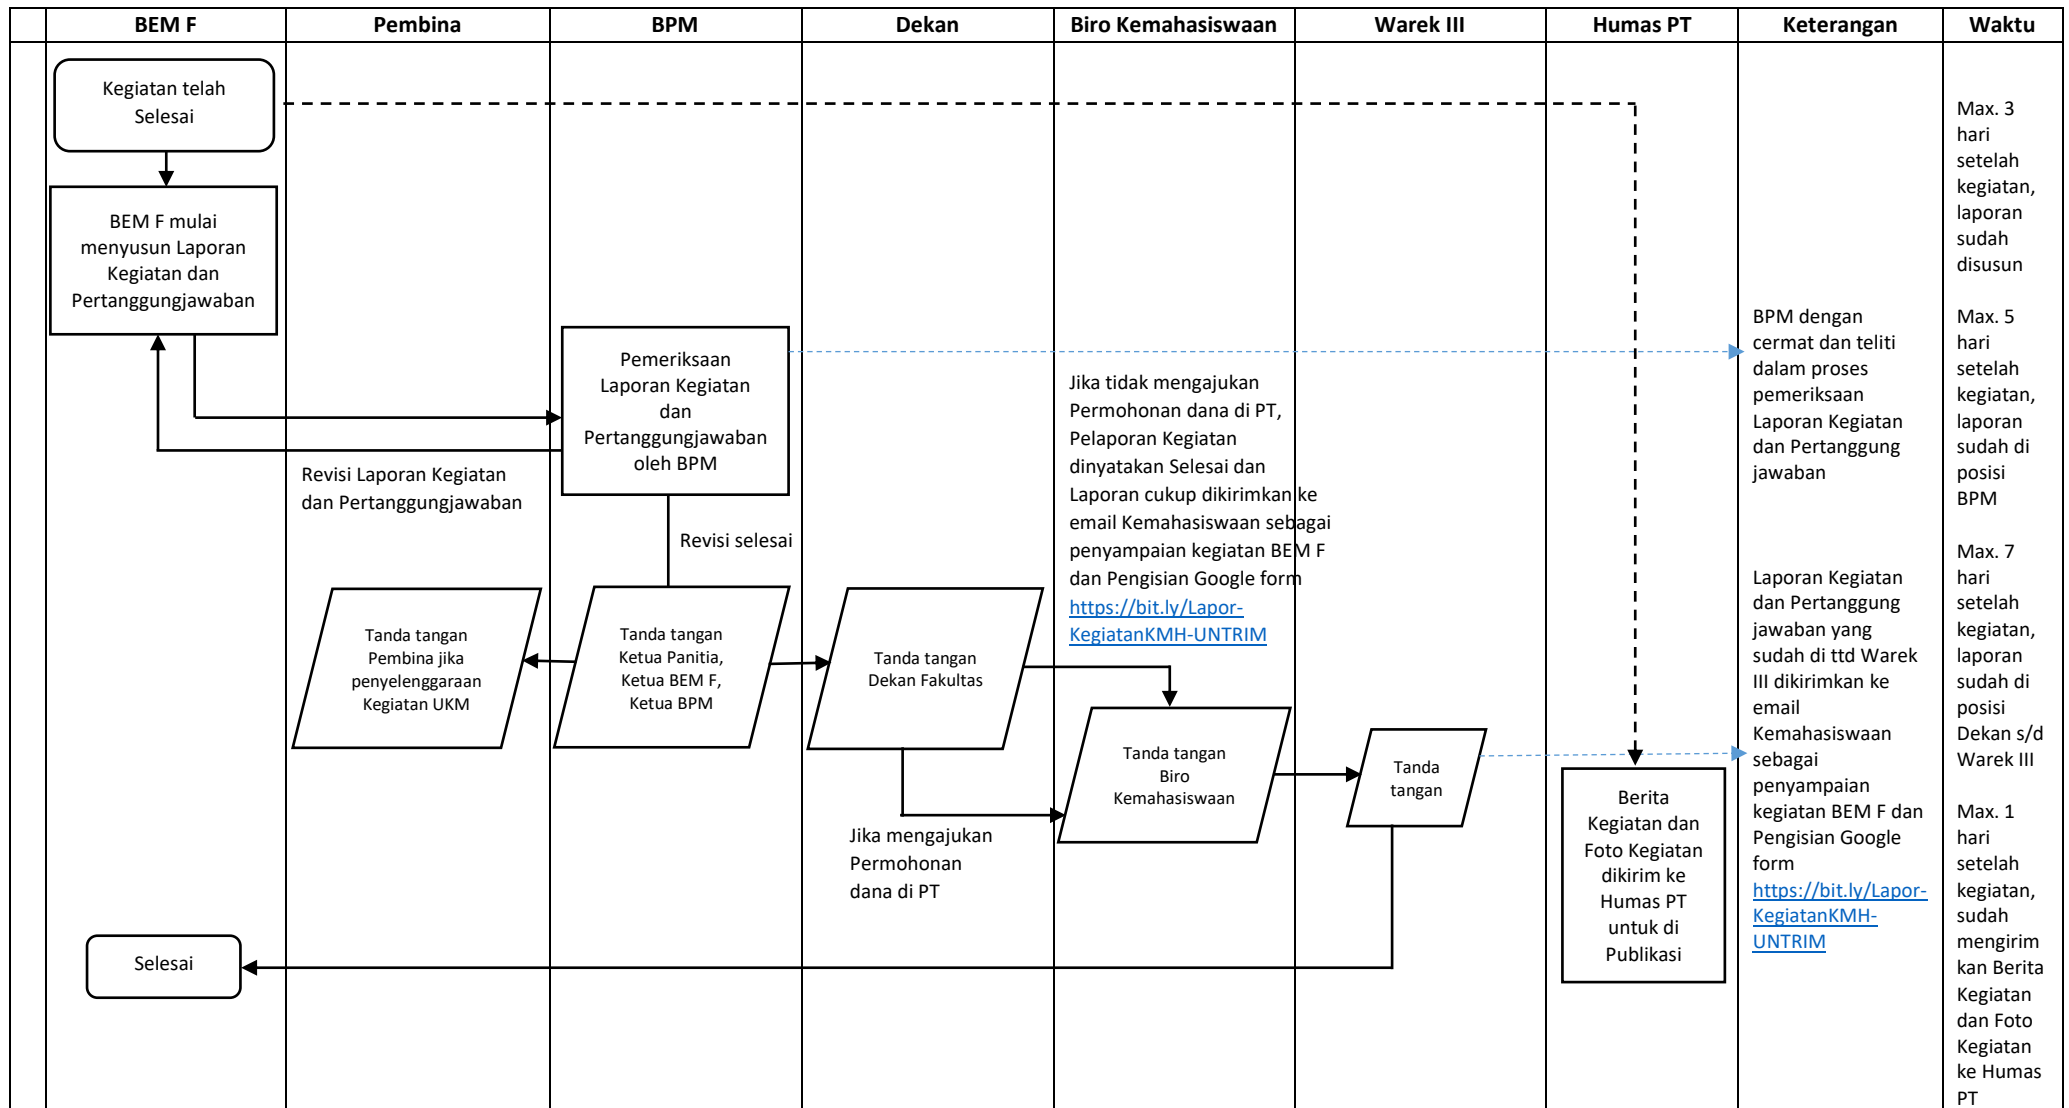 BEM F
Pembina
BPM
Dekan
Biro Kemahasiswaan
Warek III
Humas PT
Keterangan
Waktu
Kegiatan telah
Selesai
BEM F mulai
menyusun Laporan
Kegiatan dan
Pertanggungjawaban
Revisi Laporan Kegiatan
dan Pertanggungjawaban
Pemeriksaan
Laporan Kegiatan
dan
Pertanggungjawaban
oleh BPM
Revisi selesai
Tanda tangan
Pembina jika
penyelenggaraan
Kegiatan UKM
Tanda tangan
Ketua Panitia,
Ketua BEM F,
Ketua BPM
Tanda tangan
Dekan Fakultas
Jika mengajukan
Permohonan
dana di PT
Jika tidak mengajukan
Permohonan dana di PT,
Pelaporan Kegiatan
dinyatakan Selesai dan
Laporan cukup dikirimkan ke
email Kemahasiswaan sebagai
penyampaian kegiatan BEM F
dan Pengisian Google form
https://bit.ly/Lapor-
KegiatanKMH-UNTRIM
Tanda tangan
Biro
Kemahasiswaan
Tanda
tangan
Berita
Kegiatan dan
Foto Kegiatan
dikirim ke
Humas PT
untuk di
Publikasi
Selesai
BPM dengan
cermat dan teliti
dalam proses
pemeriksaan
Laporan Kegiatan
dan Pertanggung
jawaban
Laporan Kegiatan
dan Pertanggung
jawaban yang
sudah di ttd Warek
III dikirimkan ke
email
Kemahasiswaan
sebagai
penyampaian
kegiatan BEM F dan
Pengisian Google
form
https://bit.ly/Lapor-
KegiatanKMH-
UNTRIM
Max. 3
hari
setelah
kegiatan,
laporan
sudah
disusun
Max. 5
hari
setelah
kegiatan,
laporan
sudah di
posisi
BPM
Max. 7
hari
setelah
kegiatan,
laporan
sudah di
posisi
Dekan s/d
Warek III
Max. 1
hari
setelah
kegiatan,
sudah
mengirim
kan Berita
Kegiatan
dan Foto
Kegiatan
ke Humas
PT